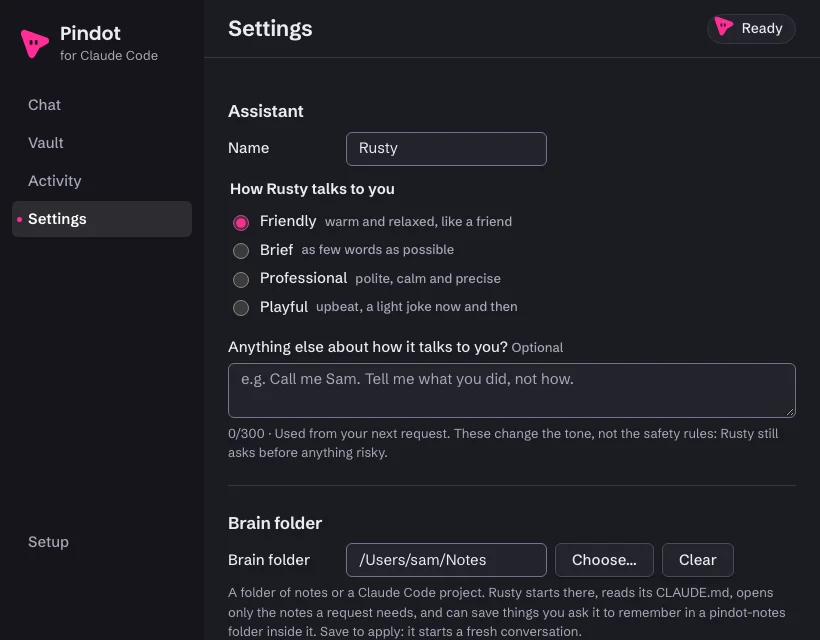 Pindot
for Claude Code
Chat
Vault
Activity
Settings
Setup
Settings
Ready
Assistant
Name Rusty
How Rusty talks to you
Friendly warm and relaxed, like a friend
Brief as few words as possible
Professional polite, calm and precise
Playful upbeat, a light joke now and then
Anything else about how it talks to you? Optional
e.g. Call me Sam. Tell me what you did, not how.
0/300 · Used from your next request. These change the tone, not the safety rules: Rusty still
asks before anything risky.
Brain folder
Brain folder /Users/sam/Notes Choose... Clear
A folder of notes or a Claude Code project. Rusty starts there, reads its CLAUDE.md, opens
only the notes a request needs, and can save things you ask it to remember in a pindot-notes
folder inside it. Save to apply: it starts a fresh conversation.